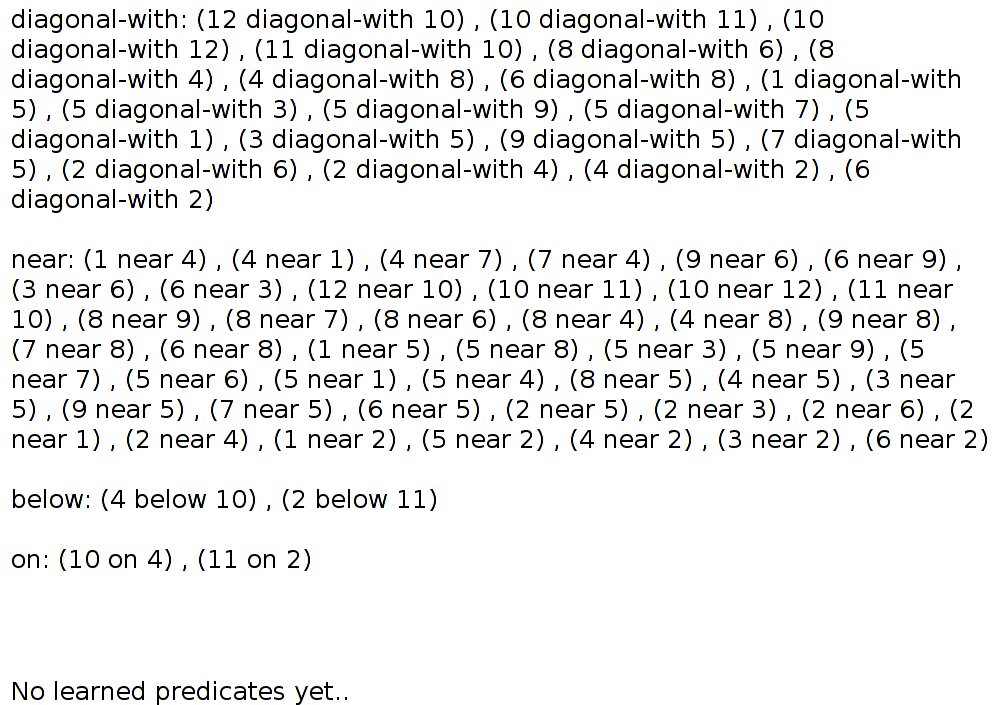 diagonal-with: (12 diagonal-with 10) , (10 diagonal-with 11) , (10
diagonal-with 12) , (11 diagonal-with 10) , (8 diagonal-with 6) , (8
diagonal-with 4) , (4 diagonal-with 8) , (6 diagonal-with 8) , (1 diagonal-with
5) , (5 diagonal-with 3) , (5 diagonal-with 9) , (5 diagonal-with 7) , (5
diagonal-with 1) , (3 diagonal-with 5) , (9 diagonal-with 5) , (7 diagonal-with
5) , (2 diagonal-with 6) , (2 diagonal-with 4) , (4 diagonal-with 2) , (6
diagonal-with 2)
near: (1 near 4) , (4 near 1) , (4 near 7) , (7 near 4) , (9 near 6) , (6 near 9) ,
(3 near 6) , (6 near 3) , (12 near 10) , (10 near 11) , (10 near 12) , (11 near
10) , (8 near 9) , (8 near 7) , (8 near 6) , (8 near 4) , (4 near 8) , (9 near 8) ,
(7 near 8) , (6 near 8) , (1 near 5) , (5 near 8) , (5 near 3) , (5 near 9) , (5
near 7) , (5 near 6) , (5 near 1) , (5 near 4) , (8 near 5) , (4 near 5) , (3 near
5) , (9 near 5) , (7 near 5) , (6 near 5) , (2 near 5) , (2 near 3) , (2 near 6) , (2
near 1) , (2 near 4) , (1 near 2) , (5 near 2) , (4 near 2) , (3 near 2) , (6 near 2)
below: (4 below 10) , (2 below 11)
on: (10 on 4) , (11 on 2)
No learned predicates yet..